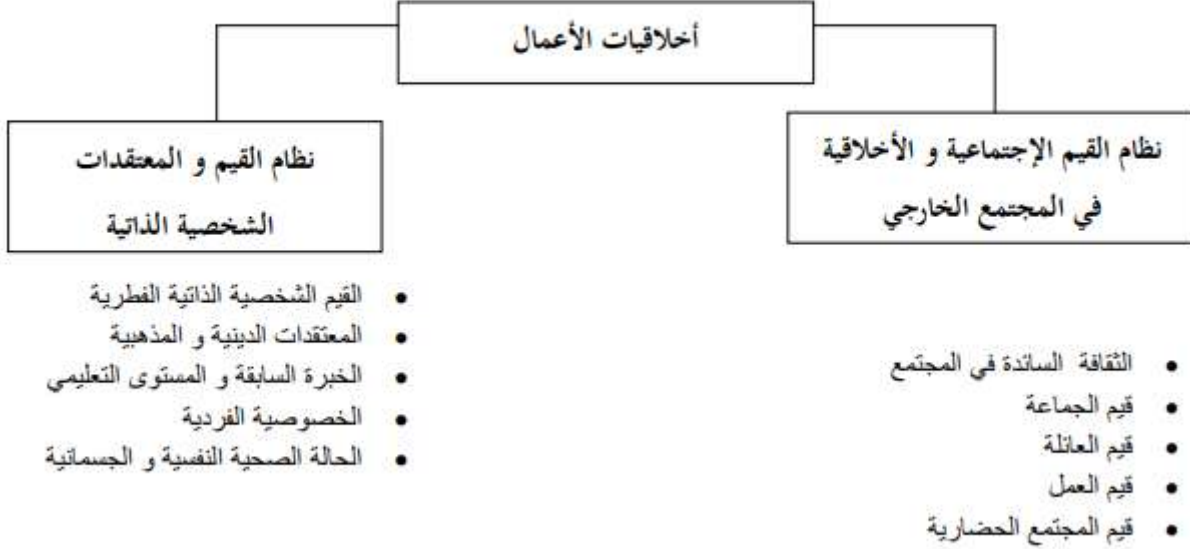 أخلاقيات الأعمال
نظام القيم الإجتماعية و الأخلاقية
في المجتمع الخارجي
الثقافة السائدة في المجتمع
قيم الجماعة
قيم العائلة
قيم العمل
قيم المجتمع الحضارية
نظام القيم و المعتقدات
الشخصية الذاتية
القيم الشخصية الذاتية الفطرية
المعتقدات الدينية و المذهبية
الخبرة السابقة و المستوى التعليمي
الخصوصية الفردية
الحالة الصحية النفسية و الجسمانية